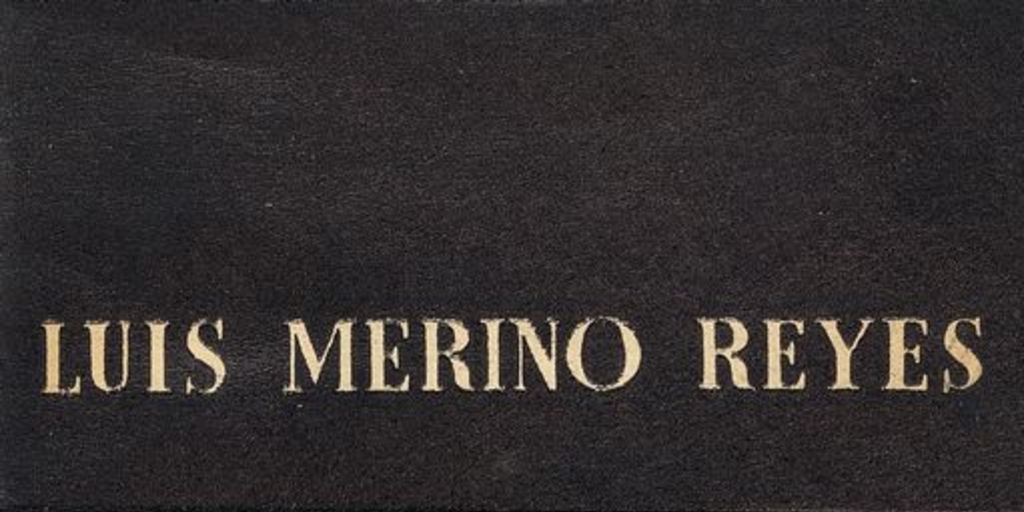 LUIS MERINO REYES